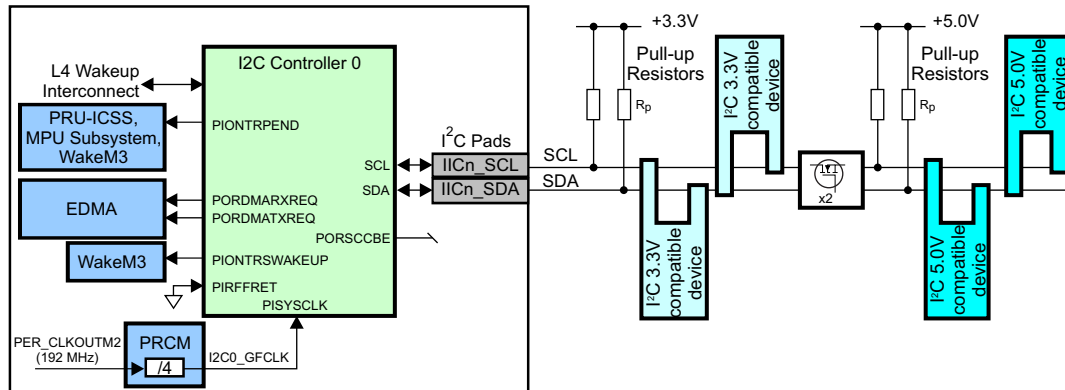 I2C Controller 0
L4 Wakeup
Interconnect
PRU-ICSS,
MPU Subsystem,
WakeM3
PIONTRPEND
EDMA
PORDMARXREQ
PORDMATXREQ
WakeM3
PIONTRSWAKEUP
PIRFFRET
PISYSCLK
SCL
SDA
PORSCCBE
PER_CLKOUTM2
(192 MHz)
PRCM
/4
I2C0_GFCLK
I²C Pads
IICn_SCL
IICn_SDA
SCL
SDA
+3.3V
Pull-up
Resistors
Rp
I²C 3.3V
compatible
device
I²C 3.3V
compatible
device
x2
+5.0V
Pull-up
Resistors
Rp
I²C 5.0V
compatible
device
I²C 5.0V
compatible
device